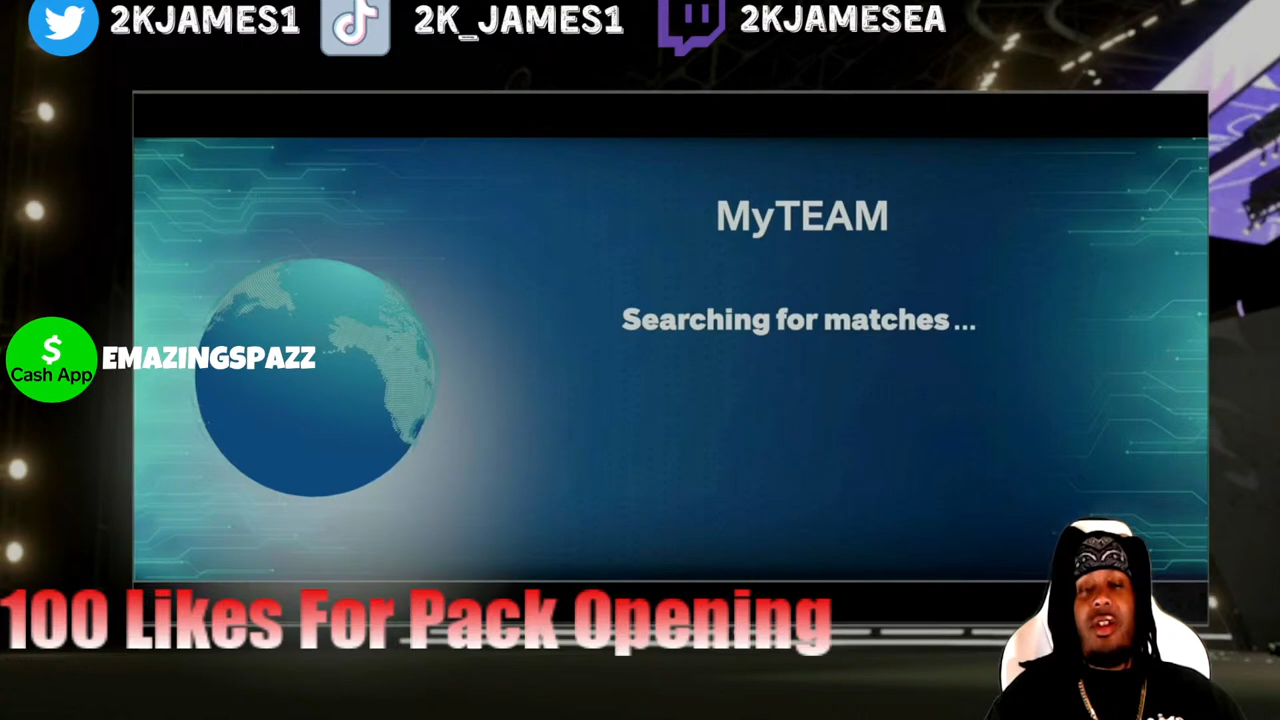 2KJAMES1 2K_JAMES1 2KJAMESEA
MyTEAM
Searching for matches...
$
Cash App EMAZINGSPAZZ
100 Likes For Pack Opening